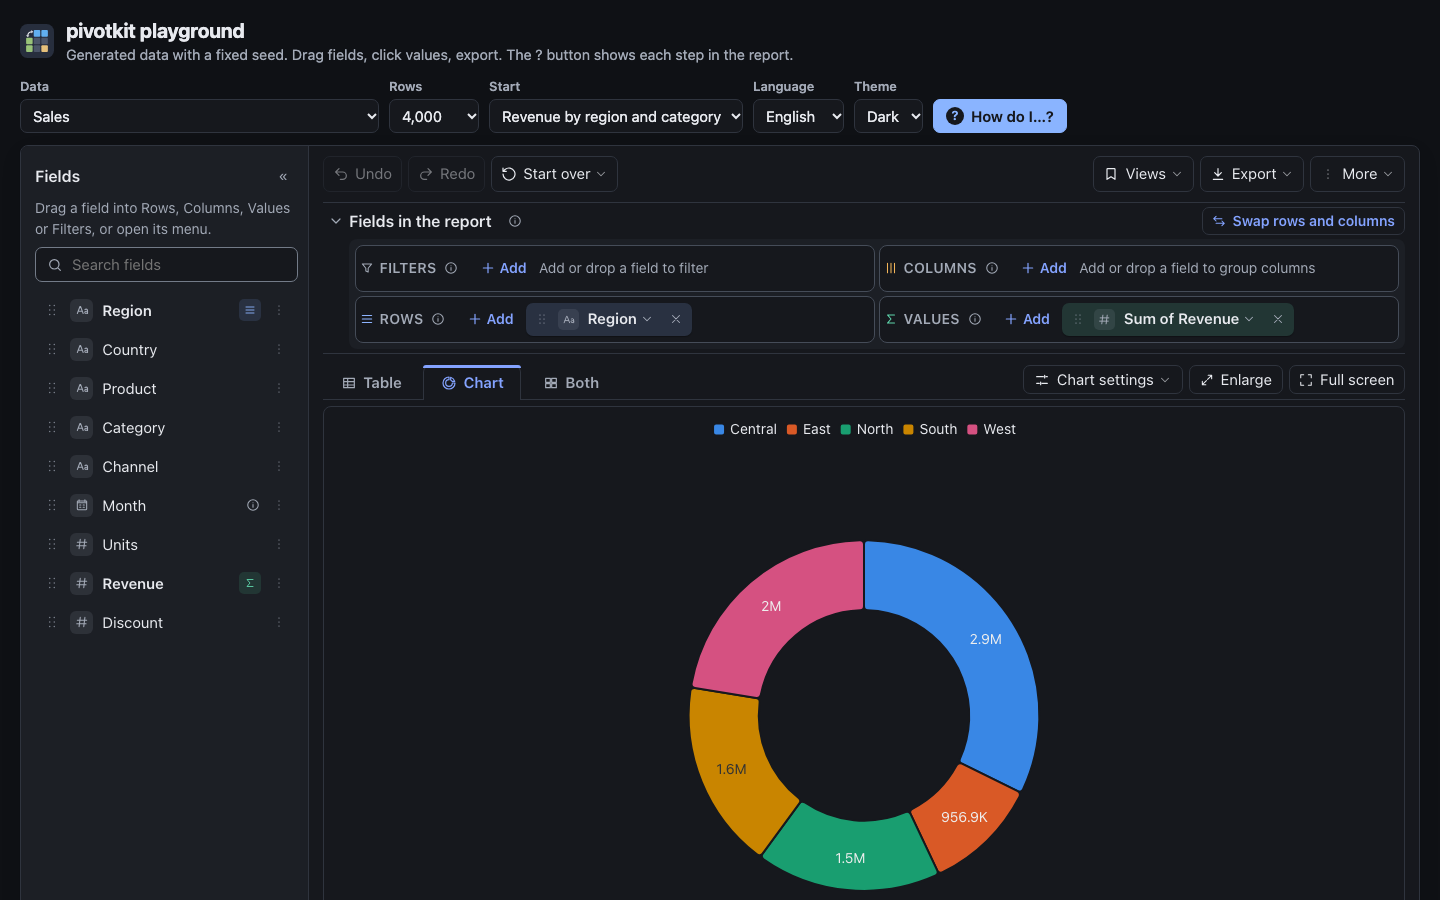 pivotkit playground
Generated data with a fixed seed. Drag fields, click values, export. The ? button shows each step in the report.
Data
Rows
Start
Language
Theme
Sales
4,000
Revenue by region and category
English
Dark
? How do I...?
Fields
«
Drag a field into Rows, Columns, Values
or Filters, or open its menu.
Search fields
Aa Region
Aa Country
Aa Product
Aa Category
Aa Channel
Month
# Units
# Revenue Σ
# Discount
Undo
Redo
Start over
Views
Export
More
Fields in the report
Swap rows and columns
FILTERS + Add Add or drop a field to filter
COLUMNS + Add Add or drop a field to group columns
ROWS + Add Aa Region ×
Σ VALUES + Add # Sum of Revenue ×
Table
Chart
Both
Chart settings
Enlarge
Full screen
Central East North South West
2M
2.9M
1.6M
956.9K
1.5M